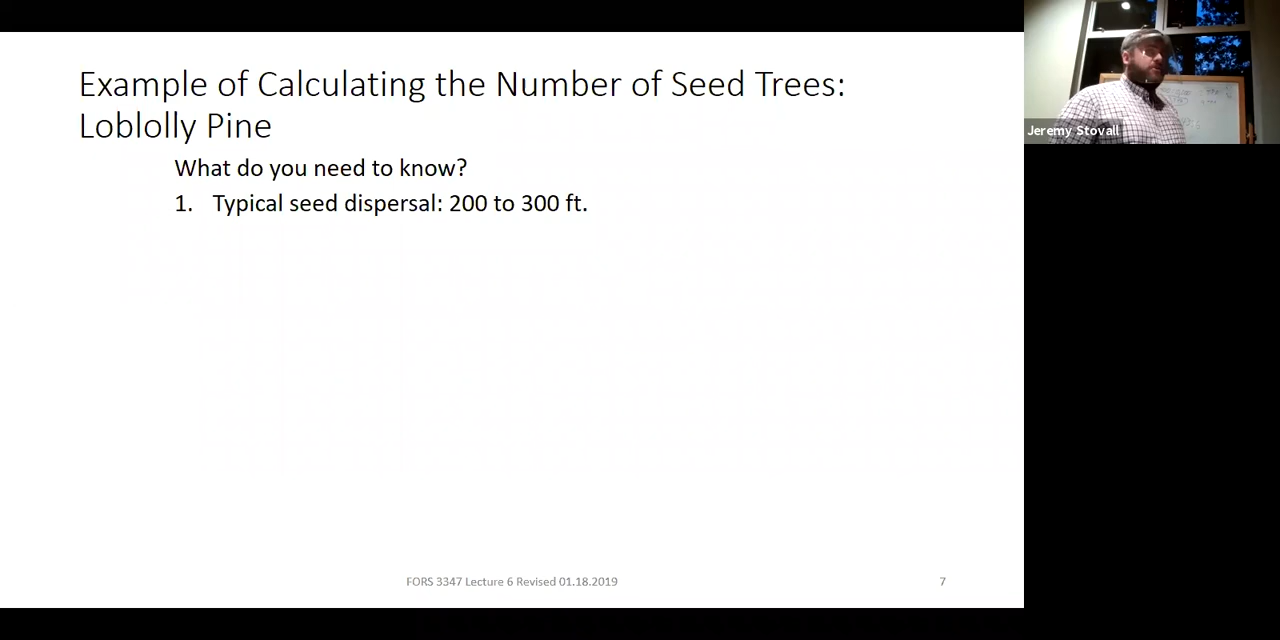 Example of Calculating the Number of Seed Trees:
Loblolly Pine
What do you need to know?
1. Typical seed dispersal: 200 to 300 ft.
FORS 3347 Lecture 6 Revised 01.18.2019
7
Jeremy Stovall